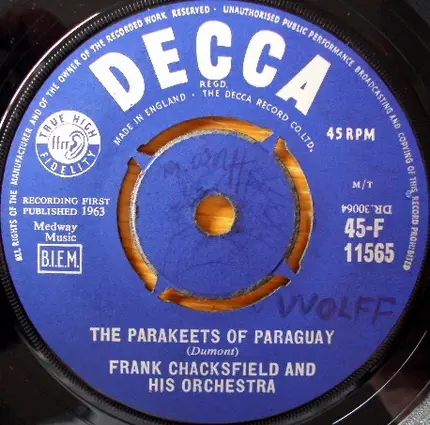 ALL RIGHTS OF THE MANUFACTURER AND OF THE OWNER OF THE RECORDED WORK RESERVED · UNAUTHORISED PUBLIC PERFORMANCE, BROADCASTING AND COPYING OF THIS RECORD PROHIBITED
DECCA
REGD.
MADE IN ENGLAND · THE DECCA RECORD CO. LTD.
TRUE HIGH
ffrr
FIDELITY
45 RPM
M/T
DR.30064
45-F
11565
RECORDING FIRST
PUBLISHED 1963
Medway
Music
B.I.E.M.
WOLFF
THE PARAKEETS OF PARAGUAY
(Dumont)
FRANK CHACKSFIELD AND
HIS ORCHESTRA